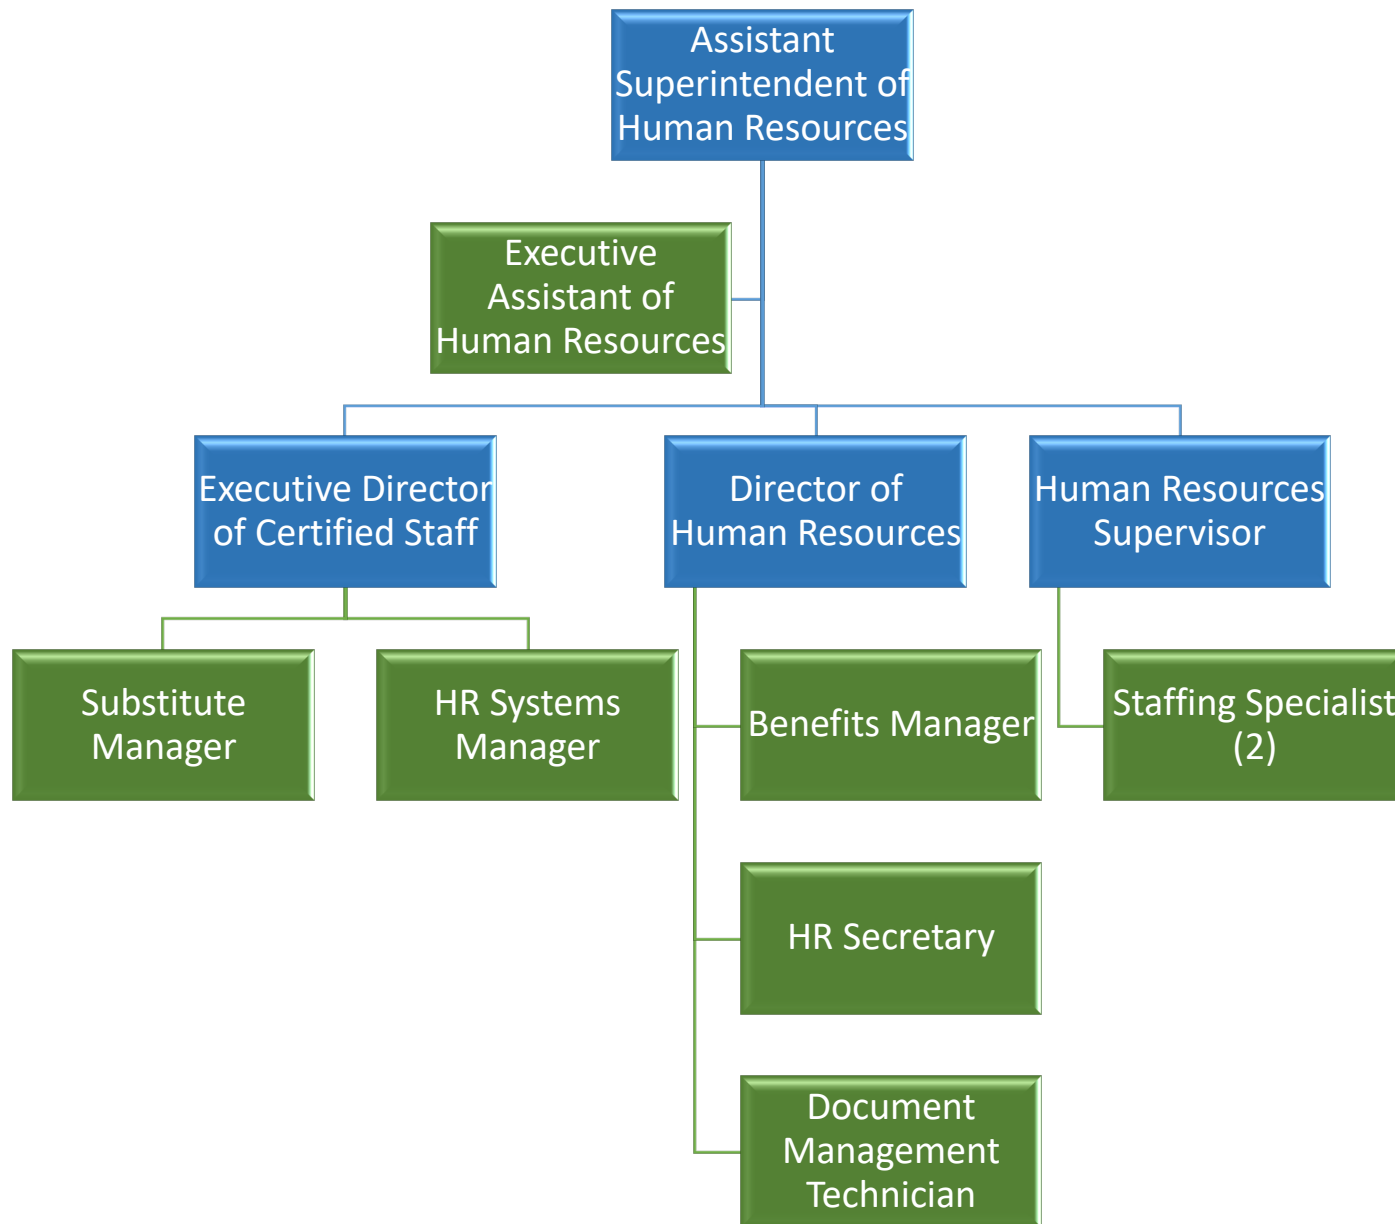 Assistant
Superintendent of
Human Resources
Executive
Assistant of
Human Resources
Executive Director
of Certified Staff
Director of
Human Resources
Human Resources
Supervisor
Substitute
Manager
HR Systems
Manager
Benefits Manager
Staffing Specialist
(2)
HR Secretary
Document
Management
Technician